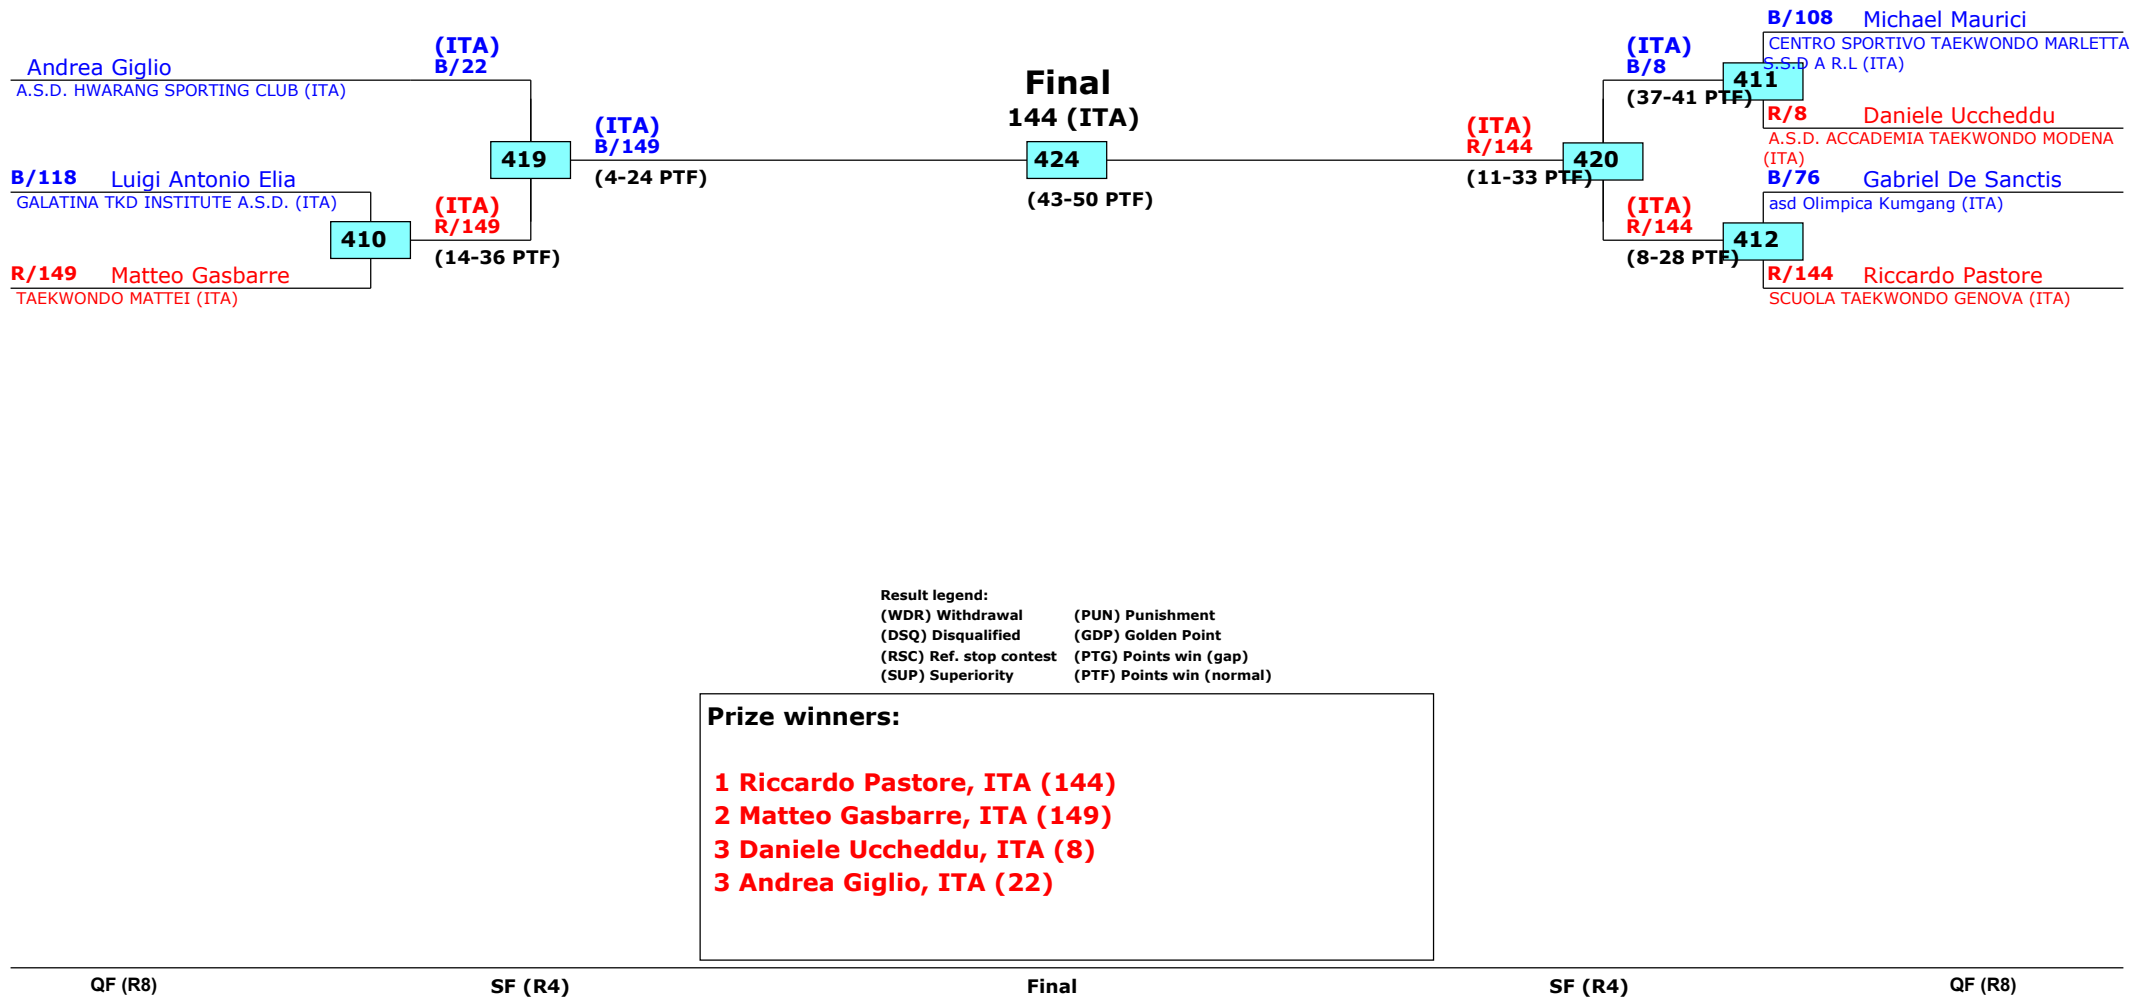 Andrea Giglio
A.S.D. HWARANG SPORTING CLUB (ITA)
(ITA)
B/22
B/118 Luigi Antonio Elia
GALATINA TKD INSTITUTE A.S.D. (ITA)
410
R/149 Matteo Gasbarre
TAEKWONDO MATTEI (ITA)
(ITA)
R/149
(14-36 PTF)
419
(ITA)
B/149
(4-24 PTF)
Final
144 (ITA)
424
(43-50 PTF)
(ITA)
R/144
(11-33 PTF)
420
(ITA)
B/8
(37-41 PTF)
411
B/108 Michael Maurici
CENTRO SPORTIVO TAEKWONDO MARLETTA
S.S.D A R.L (ITA)
R/8 Daniele Uccheddu
A.S.D. ACCADEMIA TAEKWONDO MODENA
(ITA)
(ITA)
R/144
(8-28 PTF)
412
B/76 Gabriel De Sanctis
asd Olimpica Kumgang (ITA)
R/144 Riccardo Pastore
SCUOLA TAEKWONDO GENOVA (ITA)
Result legend:
(WDR) Withdrawal (PUN) Punishment
(DSQ) Disqualified (GDP) Golden Point
(RSC) Ref. stop contest (PTG) Points win (gap)
(SUP) Superiority (PTF) Points win (normal)
Prize winners:
1 Riccardo Pastore, ITA (144)
2 Matteo Gasbarre, ITA (149)
3 Daniele Uccheddu, ITA (8)
3 Andrea Giglio, ITA (22)
QF (R8) SF (R4) Final SF (R4) QF (R8)